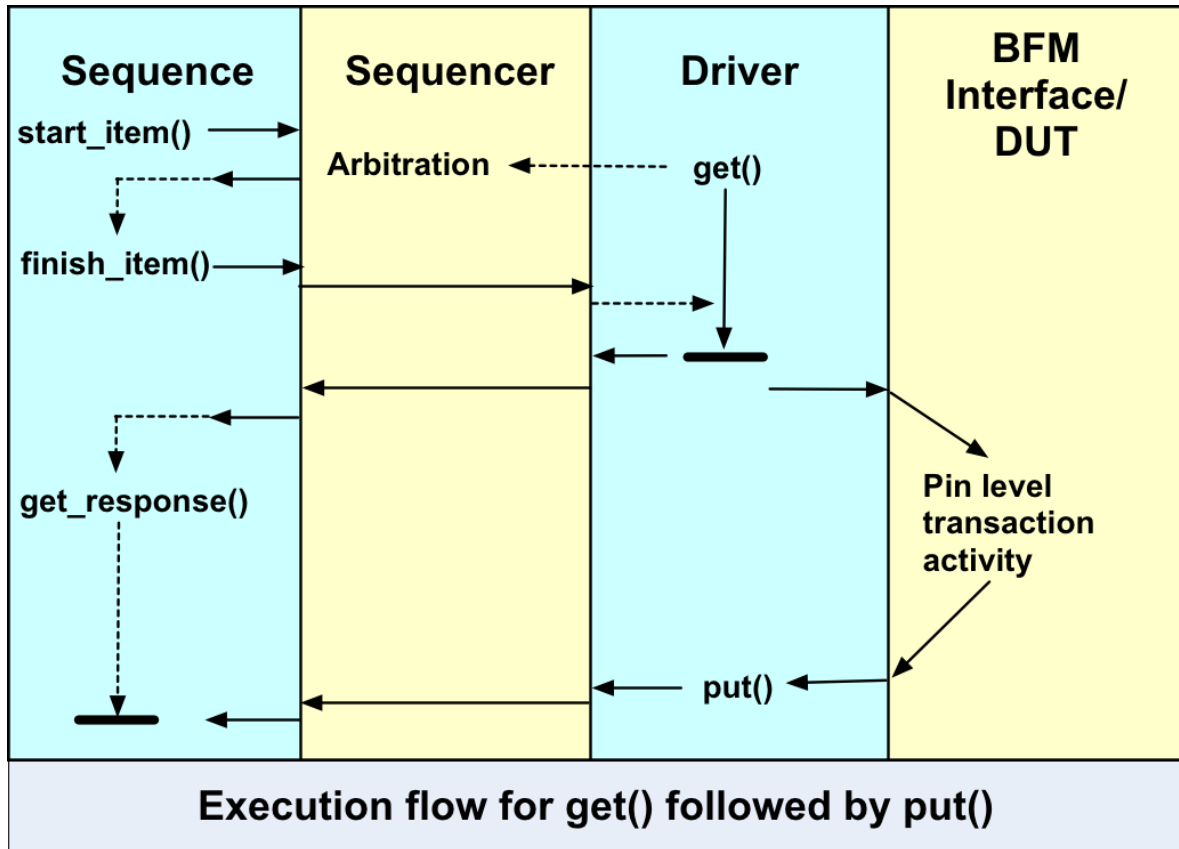 Sequence
Sequencer
Driver
BFM
Interface/
DUT
start_item()
Arbitration
get()
finish_item()
get_response()
Pin level
transaction
activity
put()
Execution flow for get() followed by put()